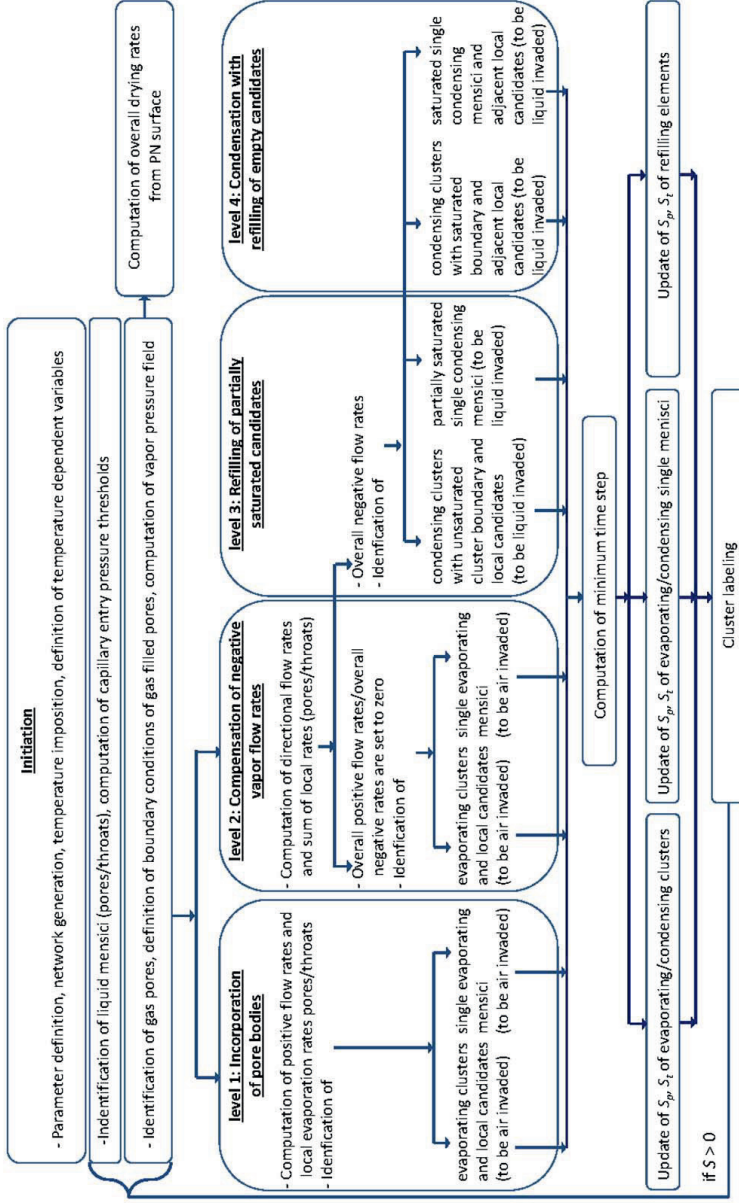 Initiation
- Parameter definition, network generation, temperature imposition, definition of temperature dependent variables
-Indentification of liquid mensici (pores/throats), computation of capillary entry pressure thresholds
- Identification of gas pores, definition of boundary conditions of gas filled pores, computation of vapor pressure field
Computation of overall drying rates
from PN surface
level 1: Incorporation
of pore bodies
- Computation of positive flow rates and
local evaporation rates pores/throats
- Idenfication of
evaporating clusters
and local candidates
(to be air invaded)
single evaporating
mensici
(to be air invaded)
level 2: Compensation of negative
vapor flow rates
- Computation of directional flow rates
and sum of local rates (pores/throats)
- Overall positive flow rates/overall
negative rates are set to zero
- Idenfication of
evaporating clusters
and local candidates
(to be air invaded)
single evaporating
mensici
(to be air invaded)
level 3: Refilling of partially
saturated candidates
- Overall negative flow rates
- Idenfication of
condensing clusters
with unsaturated
cluster boundary and
local candidates
(to be liquid invaded)
partially saturated
single condensing
mensici (to be
liquid invaded)
level 4: Condensation with
refilling of empty candidates
condensing clusters
with saturated
boundary and
adjacent local
candidates (to be
liquid invaded)
saturated single
condensing
mensici and
adjacent local
candidates (to be
liquid invaded)
Computation of minimum time step
Update of Sp, St of evaporating/condensing clusters
Update of Sp, St of evaporating/condensing single menisci
Update of Sp, St of refilling elements
if S > 0
Cluster labeling